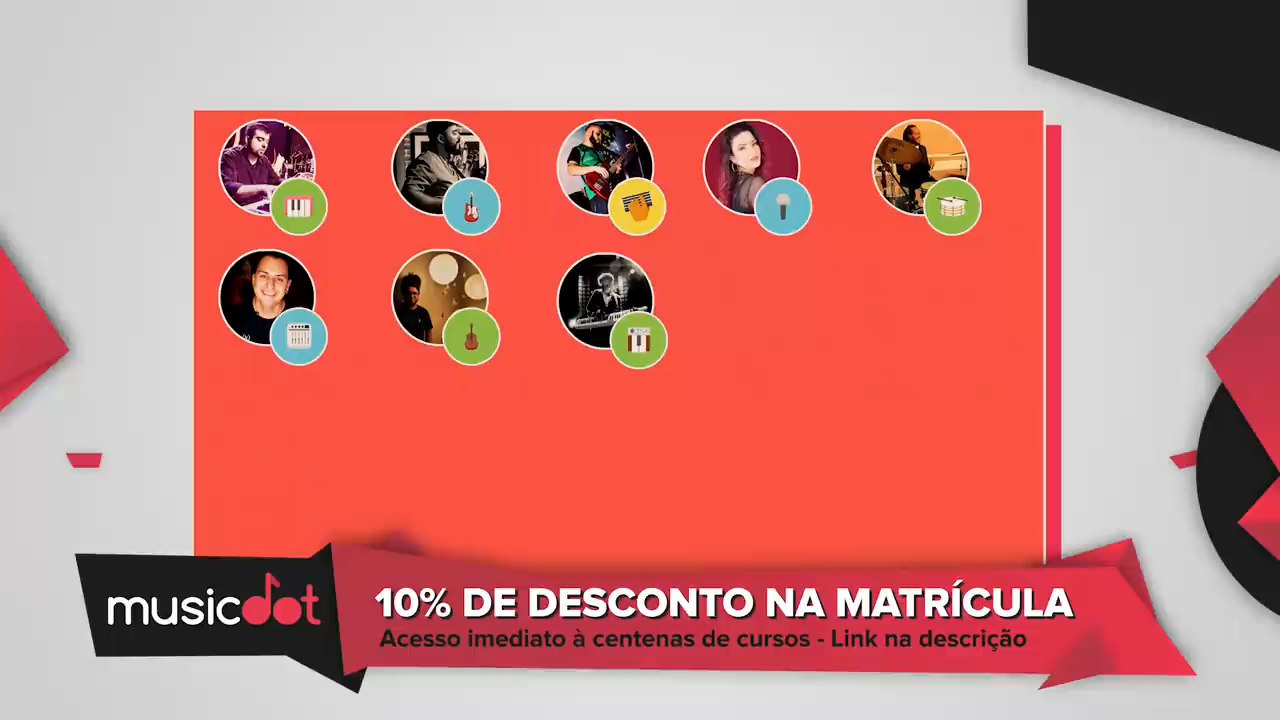 musicdot
10% DE DESCONTO NA MATRÍCULA
Acesso imediato à centenas de cursos - Link na descrição